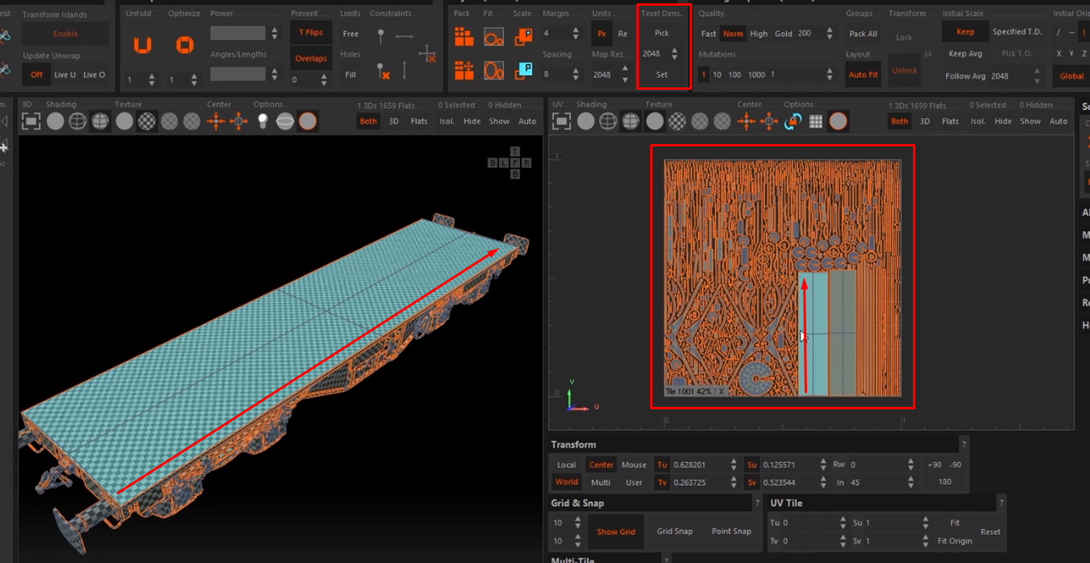 Transform Islands
Enable
Update Unwrap
Off Live U Live O
Unfold Optimize
1 1
Power
Angles/Lengths
Prevent
T Flips
Overlaps
0
Limits
Free
Holes
Fill
Constraints
Pack Fit Scale
Margin
4
Spacing
8
Units
Px Re
Map Rez
2048
Texel Dens.
Pick
2048
Set
Quality
Fast Norm High Gold 200
Mutations
1 10 100 1000 1
Groups
Pack All
Layout
Auto Fit
Transform
Lock
M
Unlock
Initial Scale
Keep Specified T.D.
Keep Avg Pick T.D.
Follow Avg 2048
Initial Orie
X Y Z
Global
3D Shading Texture Center Options
1 3Ds 1659 Flats 0 Selected 0 Hidden
Both 3D Flats Isol. Hide Show Auto
T
B L F R
B
UV Shading Texture Center Options
1 3Ds 1659 Flats 0 Selected 0 Hidden
Both 3D Flats Isol. Hide Show Auto
1
Tile 1001 42% ! X
V
U
0
0 1
Transform ?
Local Center Mouse Tu 0.628201 Su 0.125571 Rw 0 +90 -90
World Multi User Tv 0.263725 Sv 0.523544 In 45 180
Grid & Snap ?
10
10
Show Grid Grid Snap Point Snap
UV Tile ?
Tu 0 Su 1 Fit
Tv 0 Sv 1 Fit Origin
Reset
Multi-Tile ?